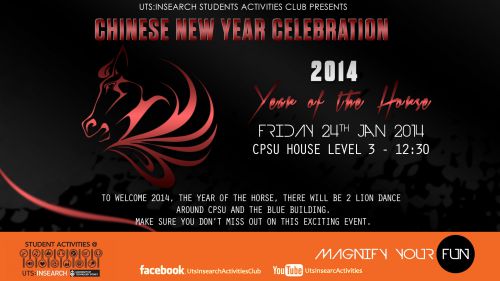 UTS:INSEARCH STUDENTS ACTIVITIES CLUB PRESENTS
CHINESE NEW YEAR CELEBRATION
2014
Year of the Horse
FRIDAY 24TH JAN 2014
CPSU HOUSE LEVEL 3 - 12:30
TO WELCOME 2014, THE YEAR OF THE HORSE, THERE WILL BE 2 LION DANCE
AROUND CPSU AND THE BLUE BUILDING.
MAKE SURE YOU DON'T MISS OUT ON THIS EXCITING EVENT.
STUDENT ACTIVITIES @
UTS:INSEARCH
facebook.UtsInsearchActivitiesClub
YouTube UtsInsercActivities
MAGNIFY YOUR FUN